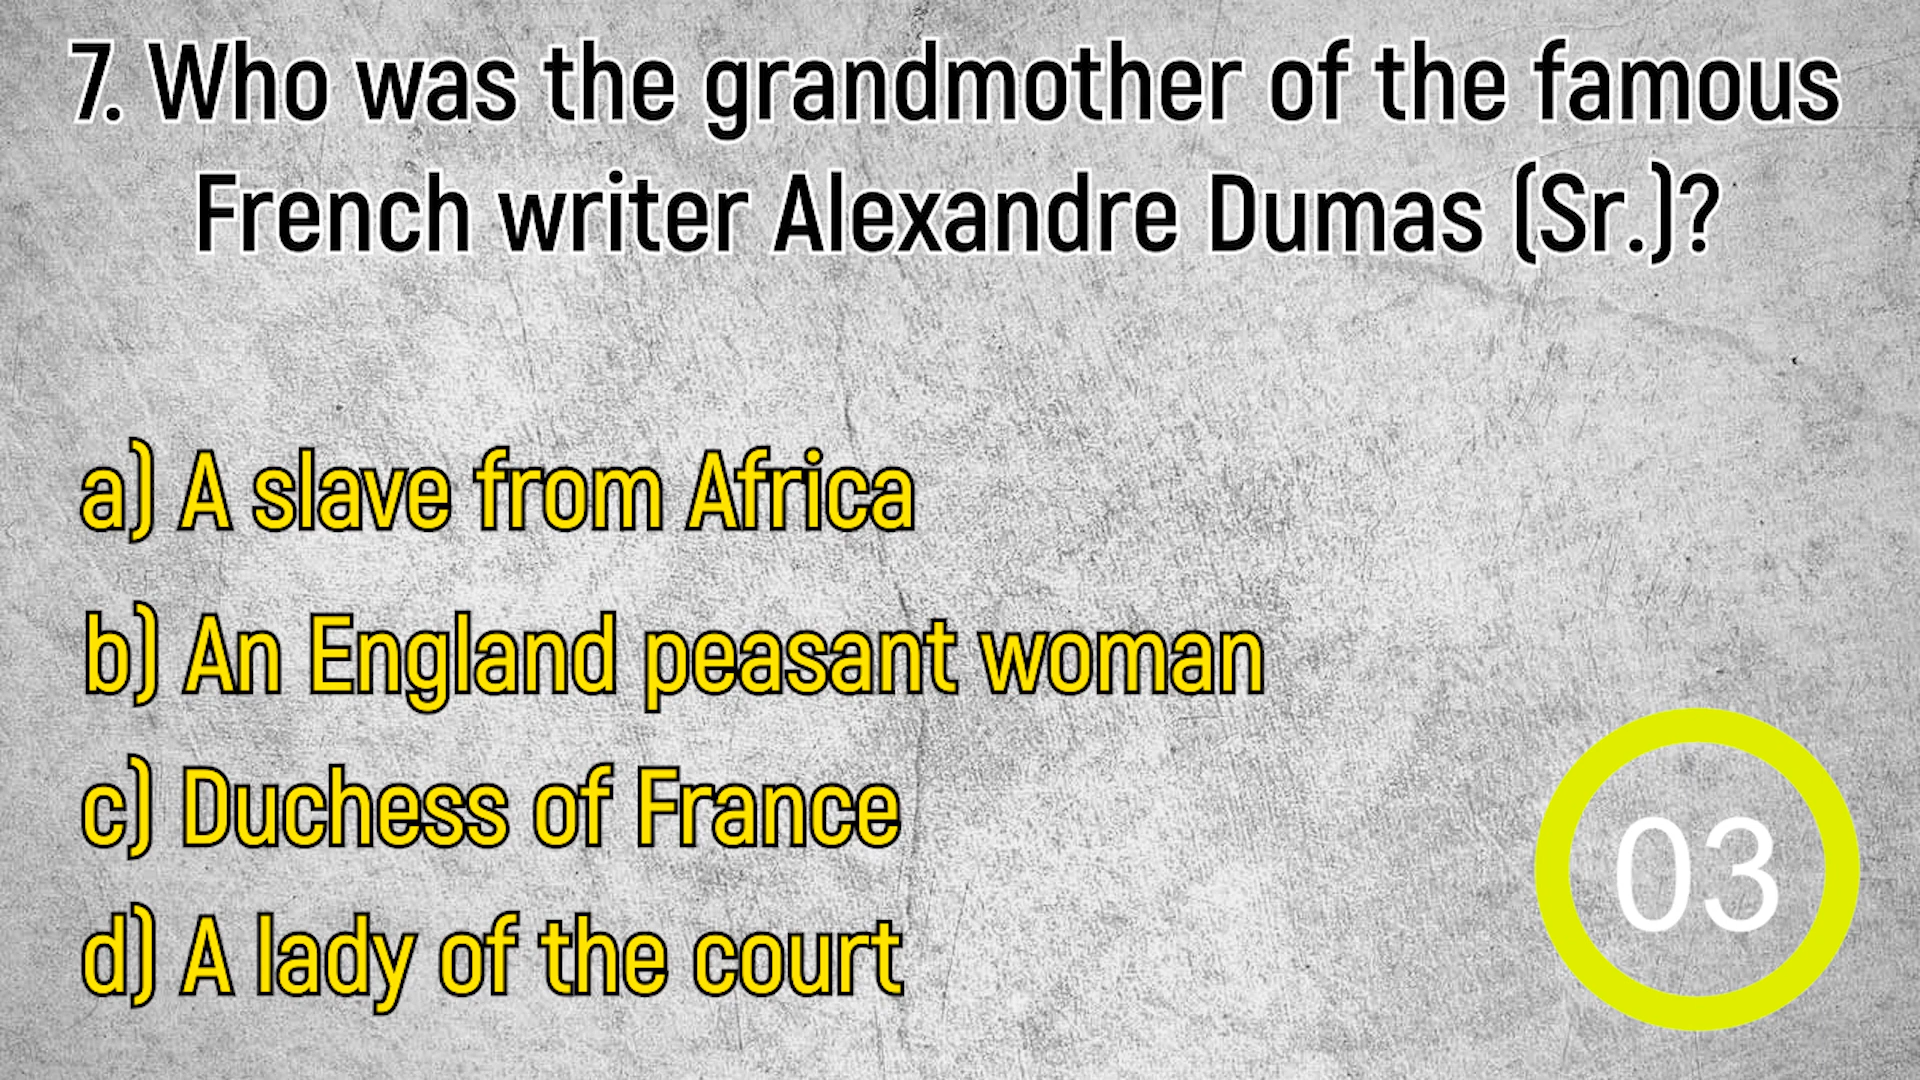 7. Who was the grandmother of the famous
French writer Alexandre Dumas (Sr.)?
a) A slave from Africa
b) An England peasant woman
c) Duchess of France
d) A lady of the court
03